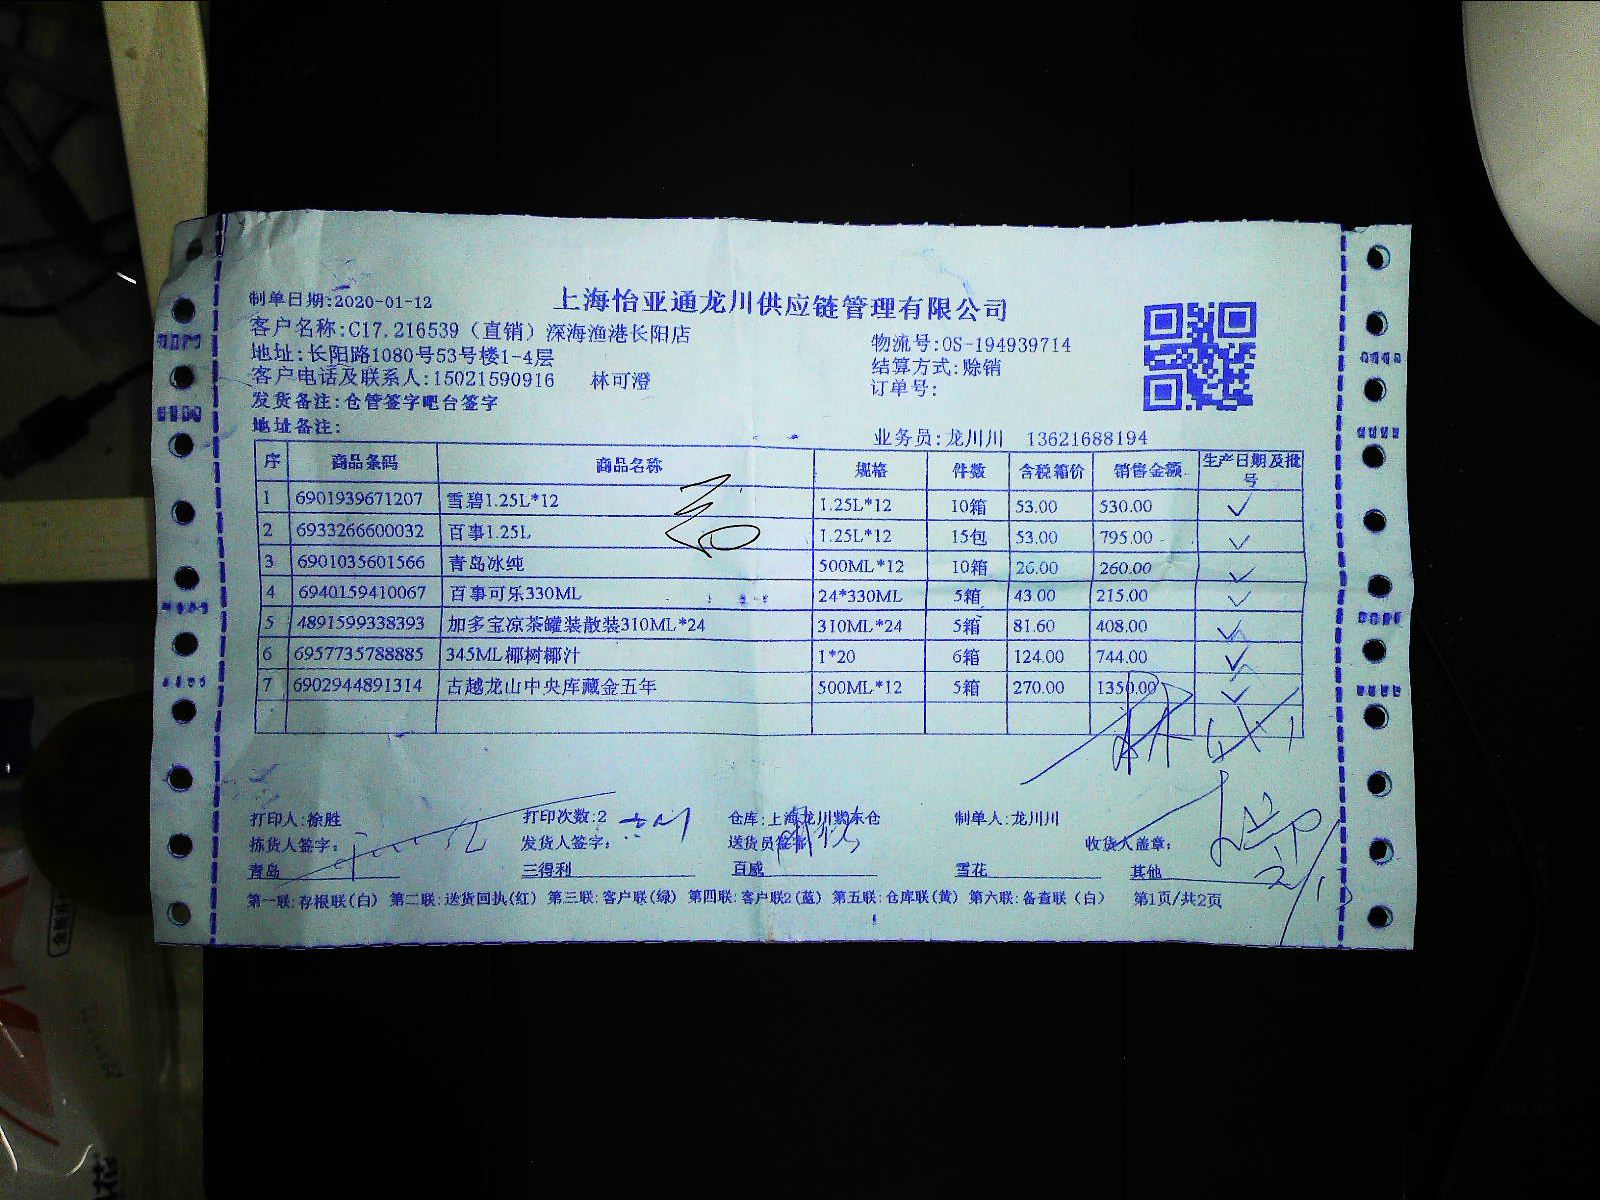 上海怡亚通龙川供应链管理有限公司
制单日期:2020-01-12
客户名称:C17.216539（直销）深海渔港长阳店
物流号:OS-194939714
地址:长阳路1080号53号楼1-4层
结算方式:赊销
客户电话及联系人:15021590916 林可澄
订单号:
发货备注:仓管签字吧台签字
地址备注:
业务员:龙川川 13621688194
序 商品条码 商品名称 规格 件数 含税箱价 销售金额 生产日期及批号
1 6901939671207 雪碧1.25L*12 1.25L*12 10箱 53.00 530.00
2 6933266600032 百事1.25L 1.25L*12 15包 53.00 795.00
3 6901035601566 青岛冰纯 500ML*12 10箱 26.00 260.00
4 6940159410067 百事可乐330ML 24*330ML 5箱 43.00 215.00
5 4891599338393 加多宝凉茶罐装散装310ML*24 310ML*24 5箱 81.60 408.00
6 6957735788885 345ML椰树椰汁 1*20 6箱 124.00 744.00
7 6902944891314 古越龙山中央库藏金五年 500ML*12 5箱 270.00 1350.00
打印人:徐胜 打印次数:2 仓库:上海龙川紫东仓 制单人:龙川川
拣货人签字: 发货人签字: 送货员签字: 收货人盖章:
青岛 三得利 百威 雪花 其他
第一联:存根联(白) 第二联:送货回执(红) 第三联:客户联(绿) 第四联:客户联2(蓝) 第五联:仓库联(黄) 第六联:备查联(白) 第1页/共2页